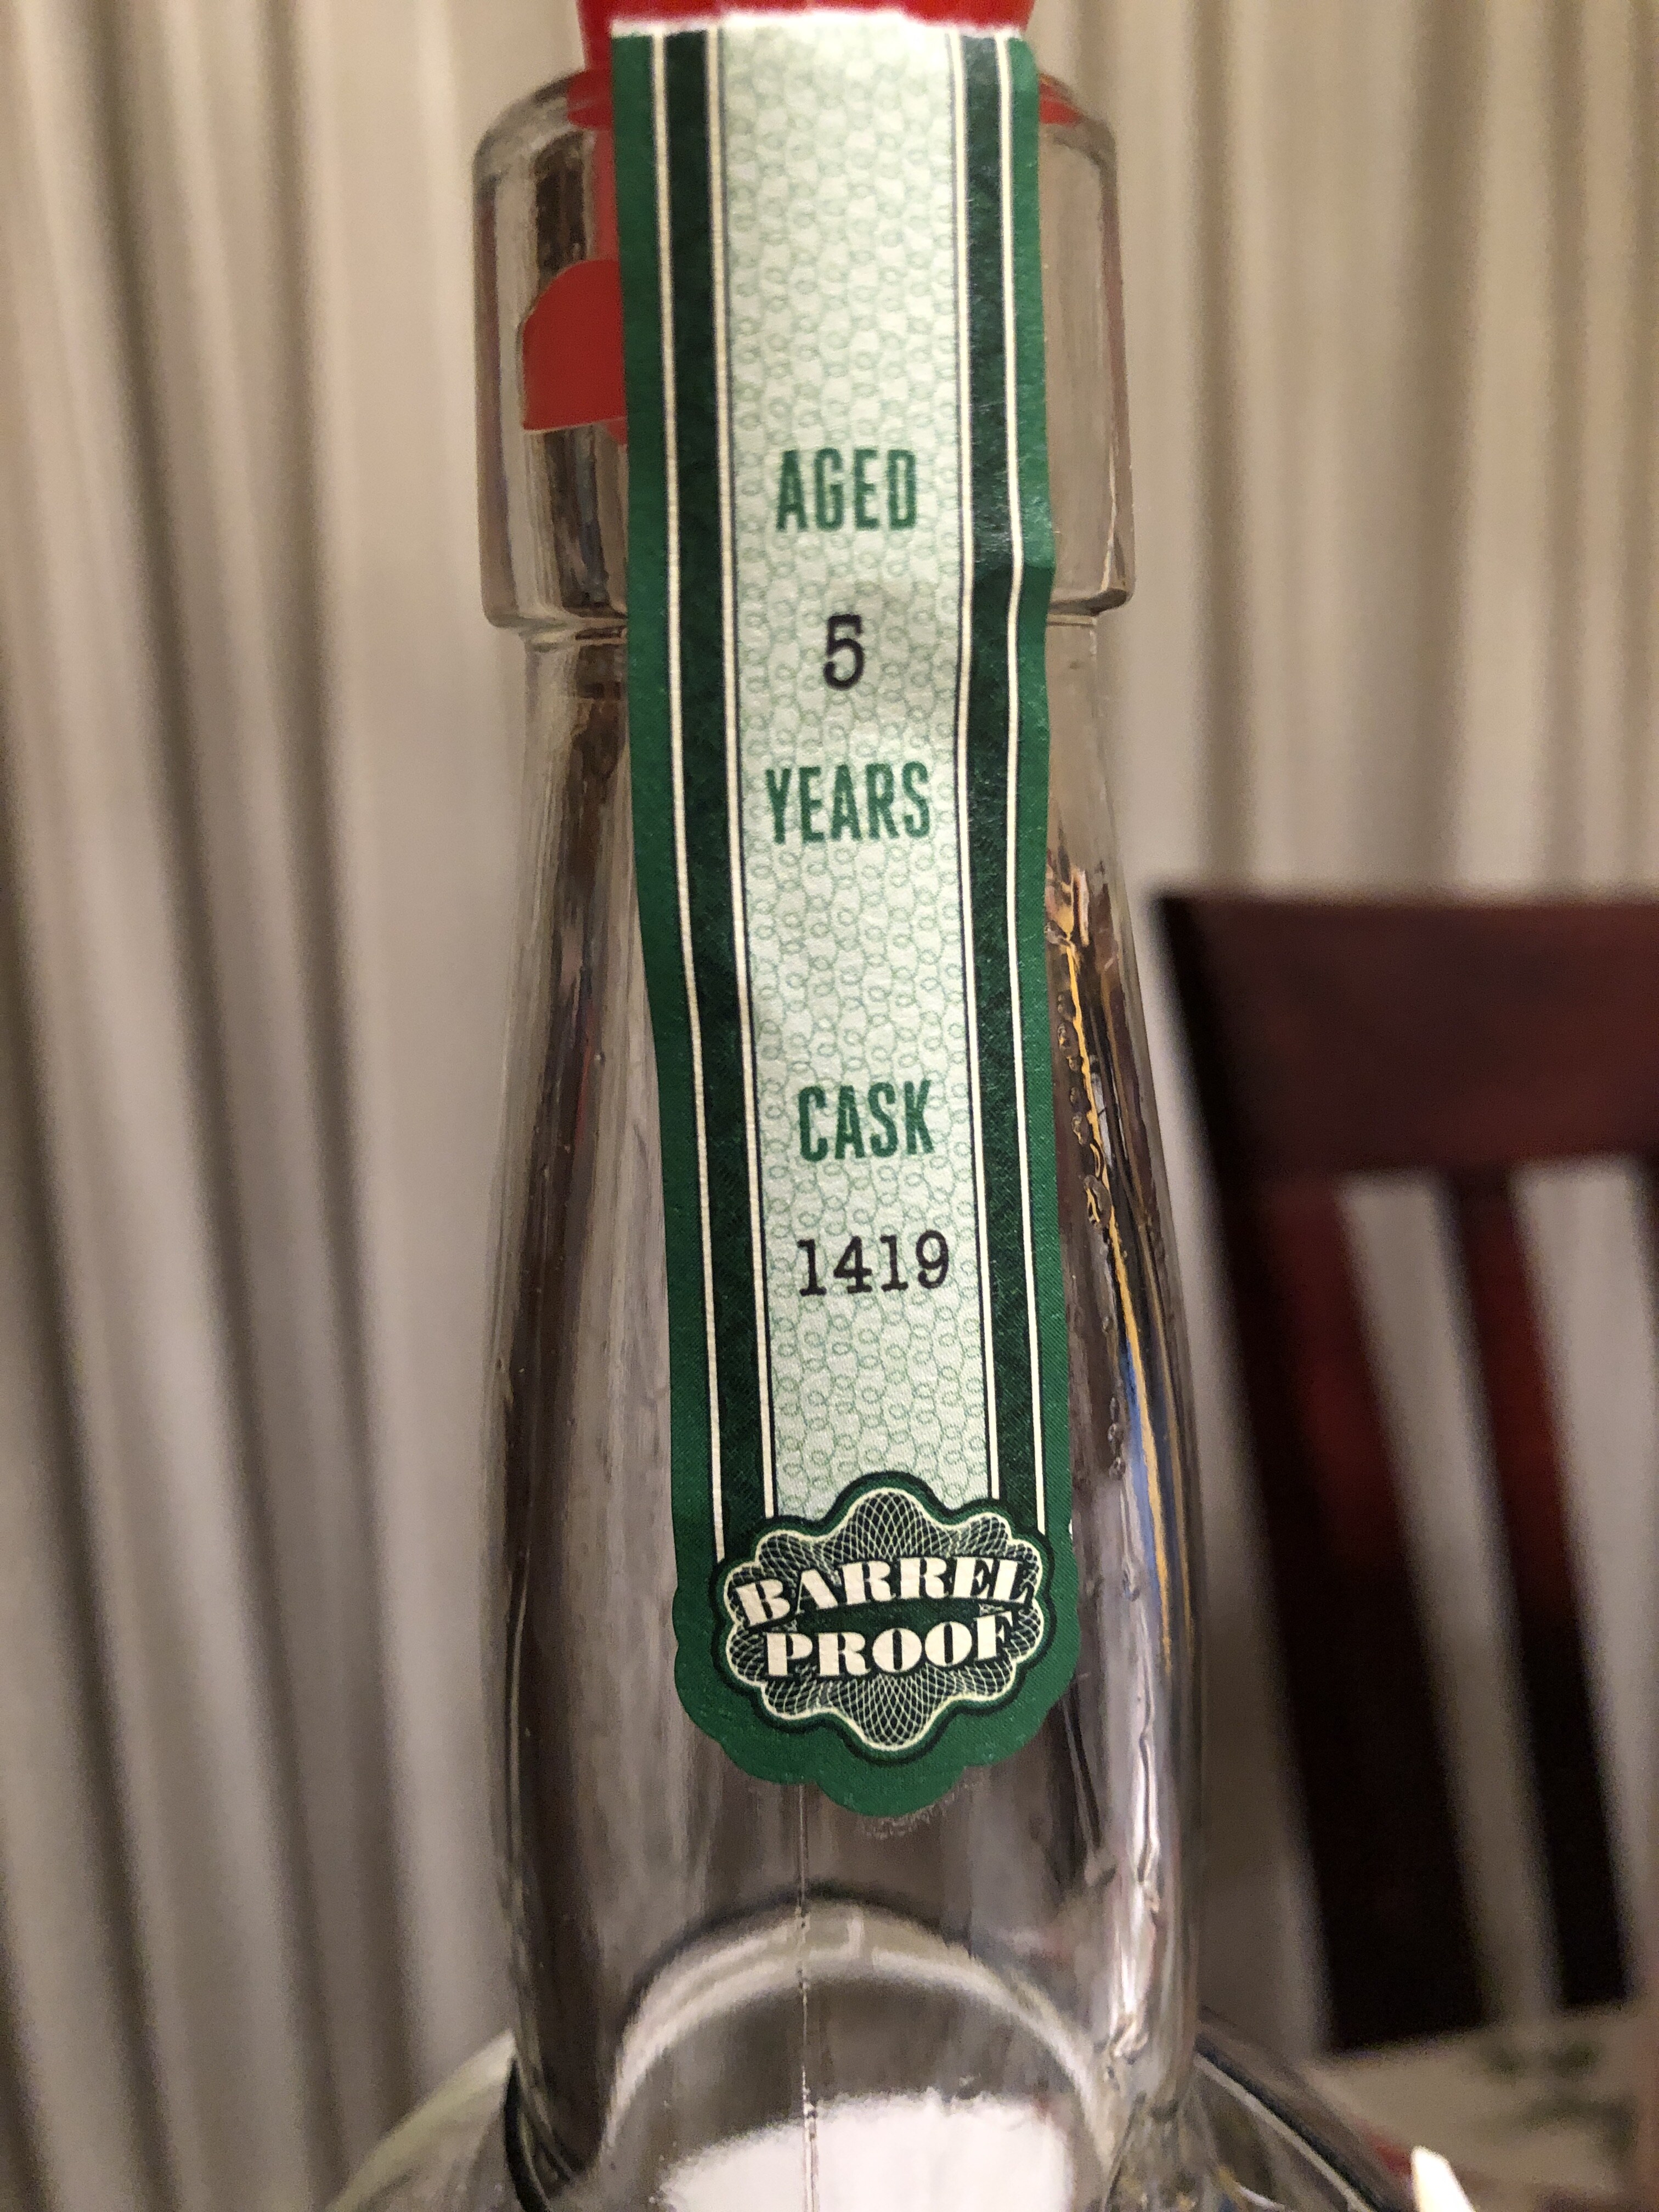 AGED
5
YEARS
CASK
1419
BARREL
PROOF